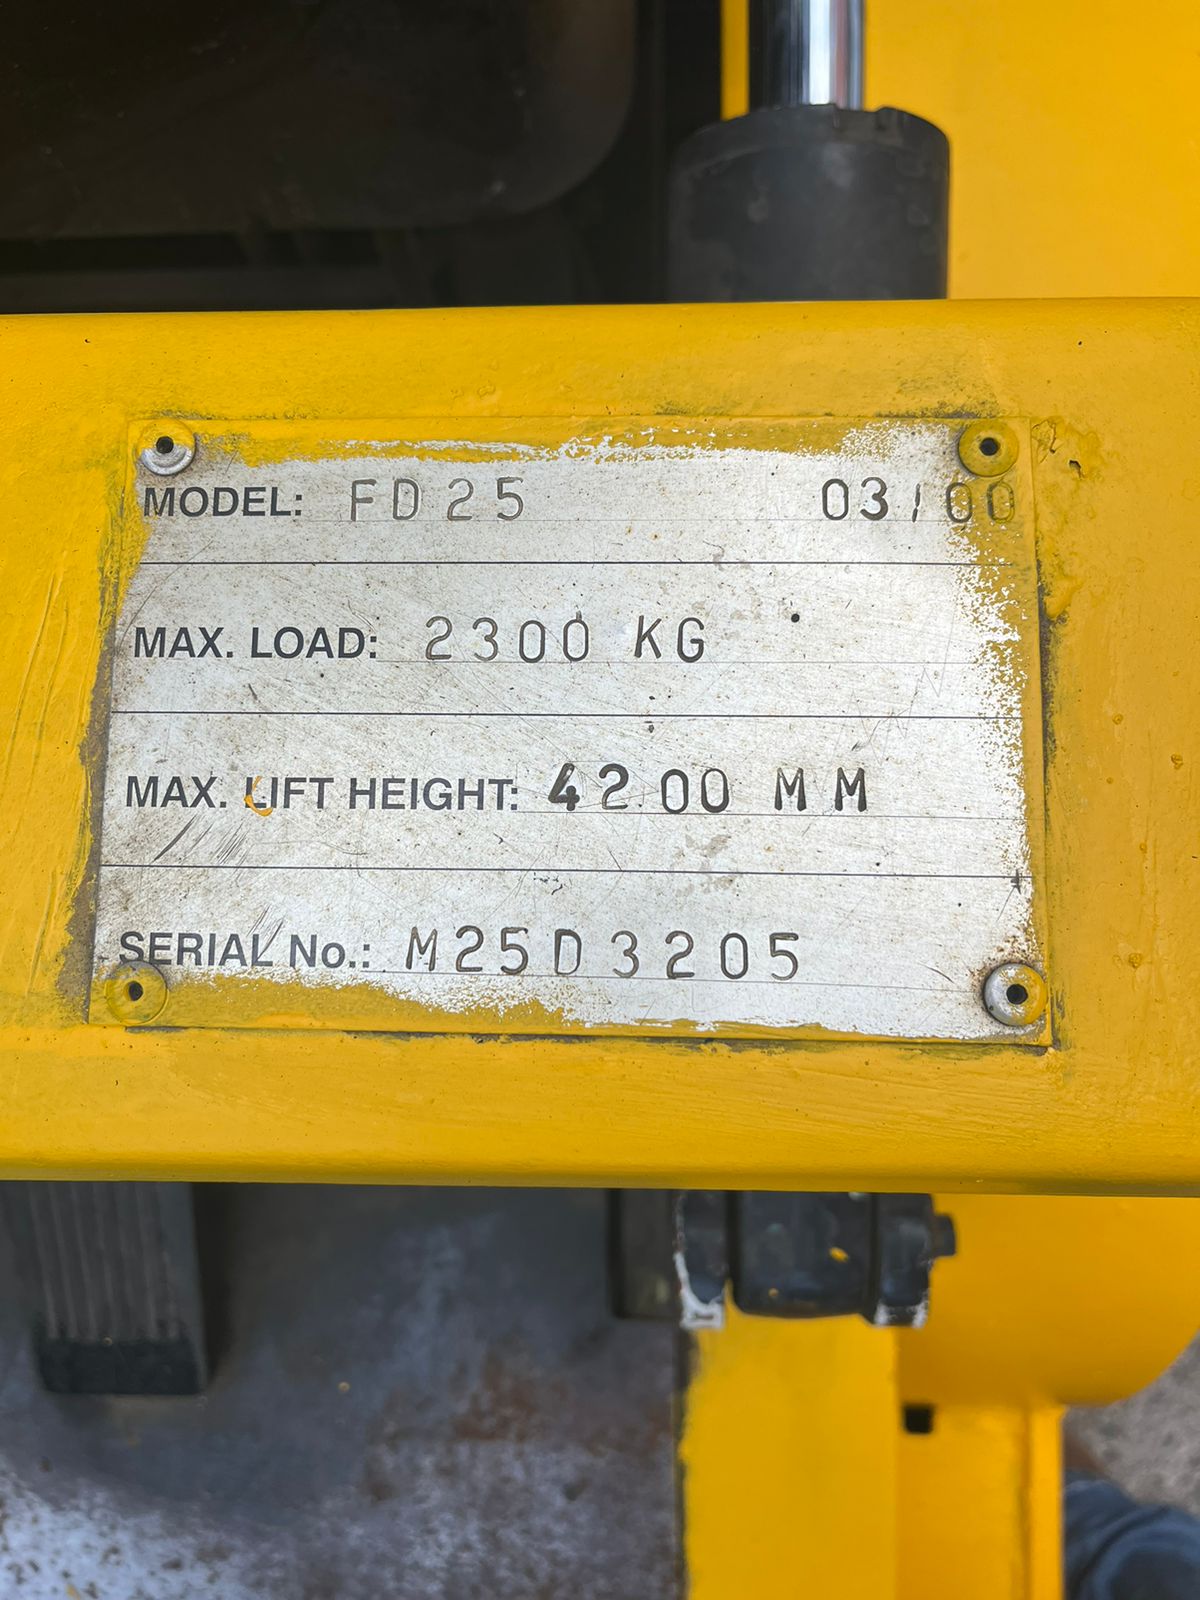 MODEL: FD25 03/00
MAX. LOAD: 2300 KG
MAX. LIFT HEIGHT: 4200 MM
SERIAL No.: M25D3205